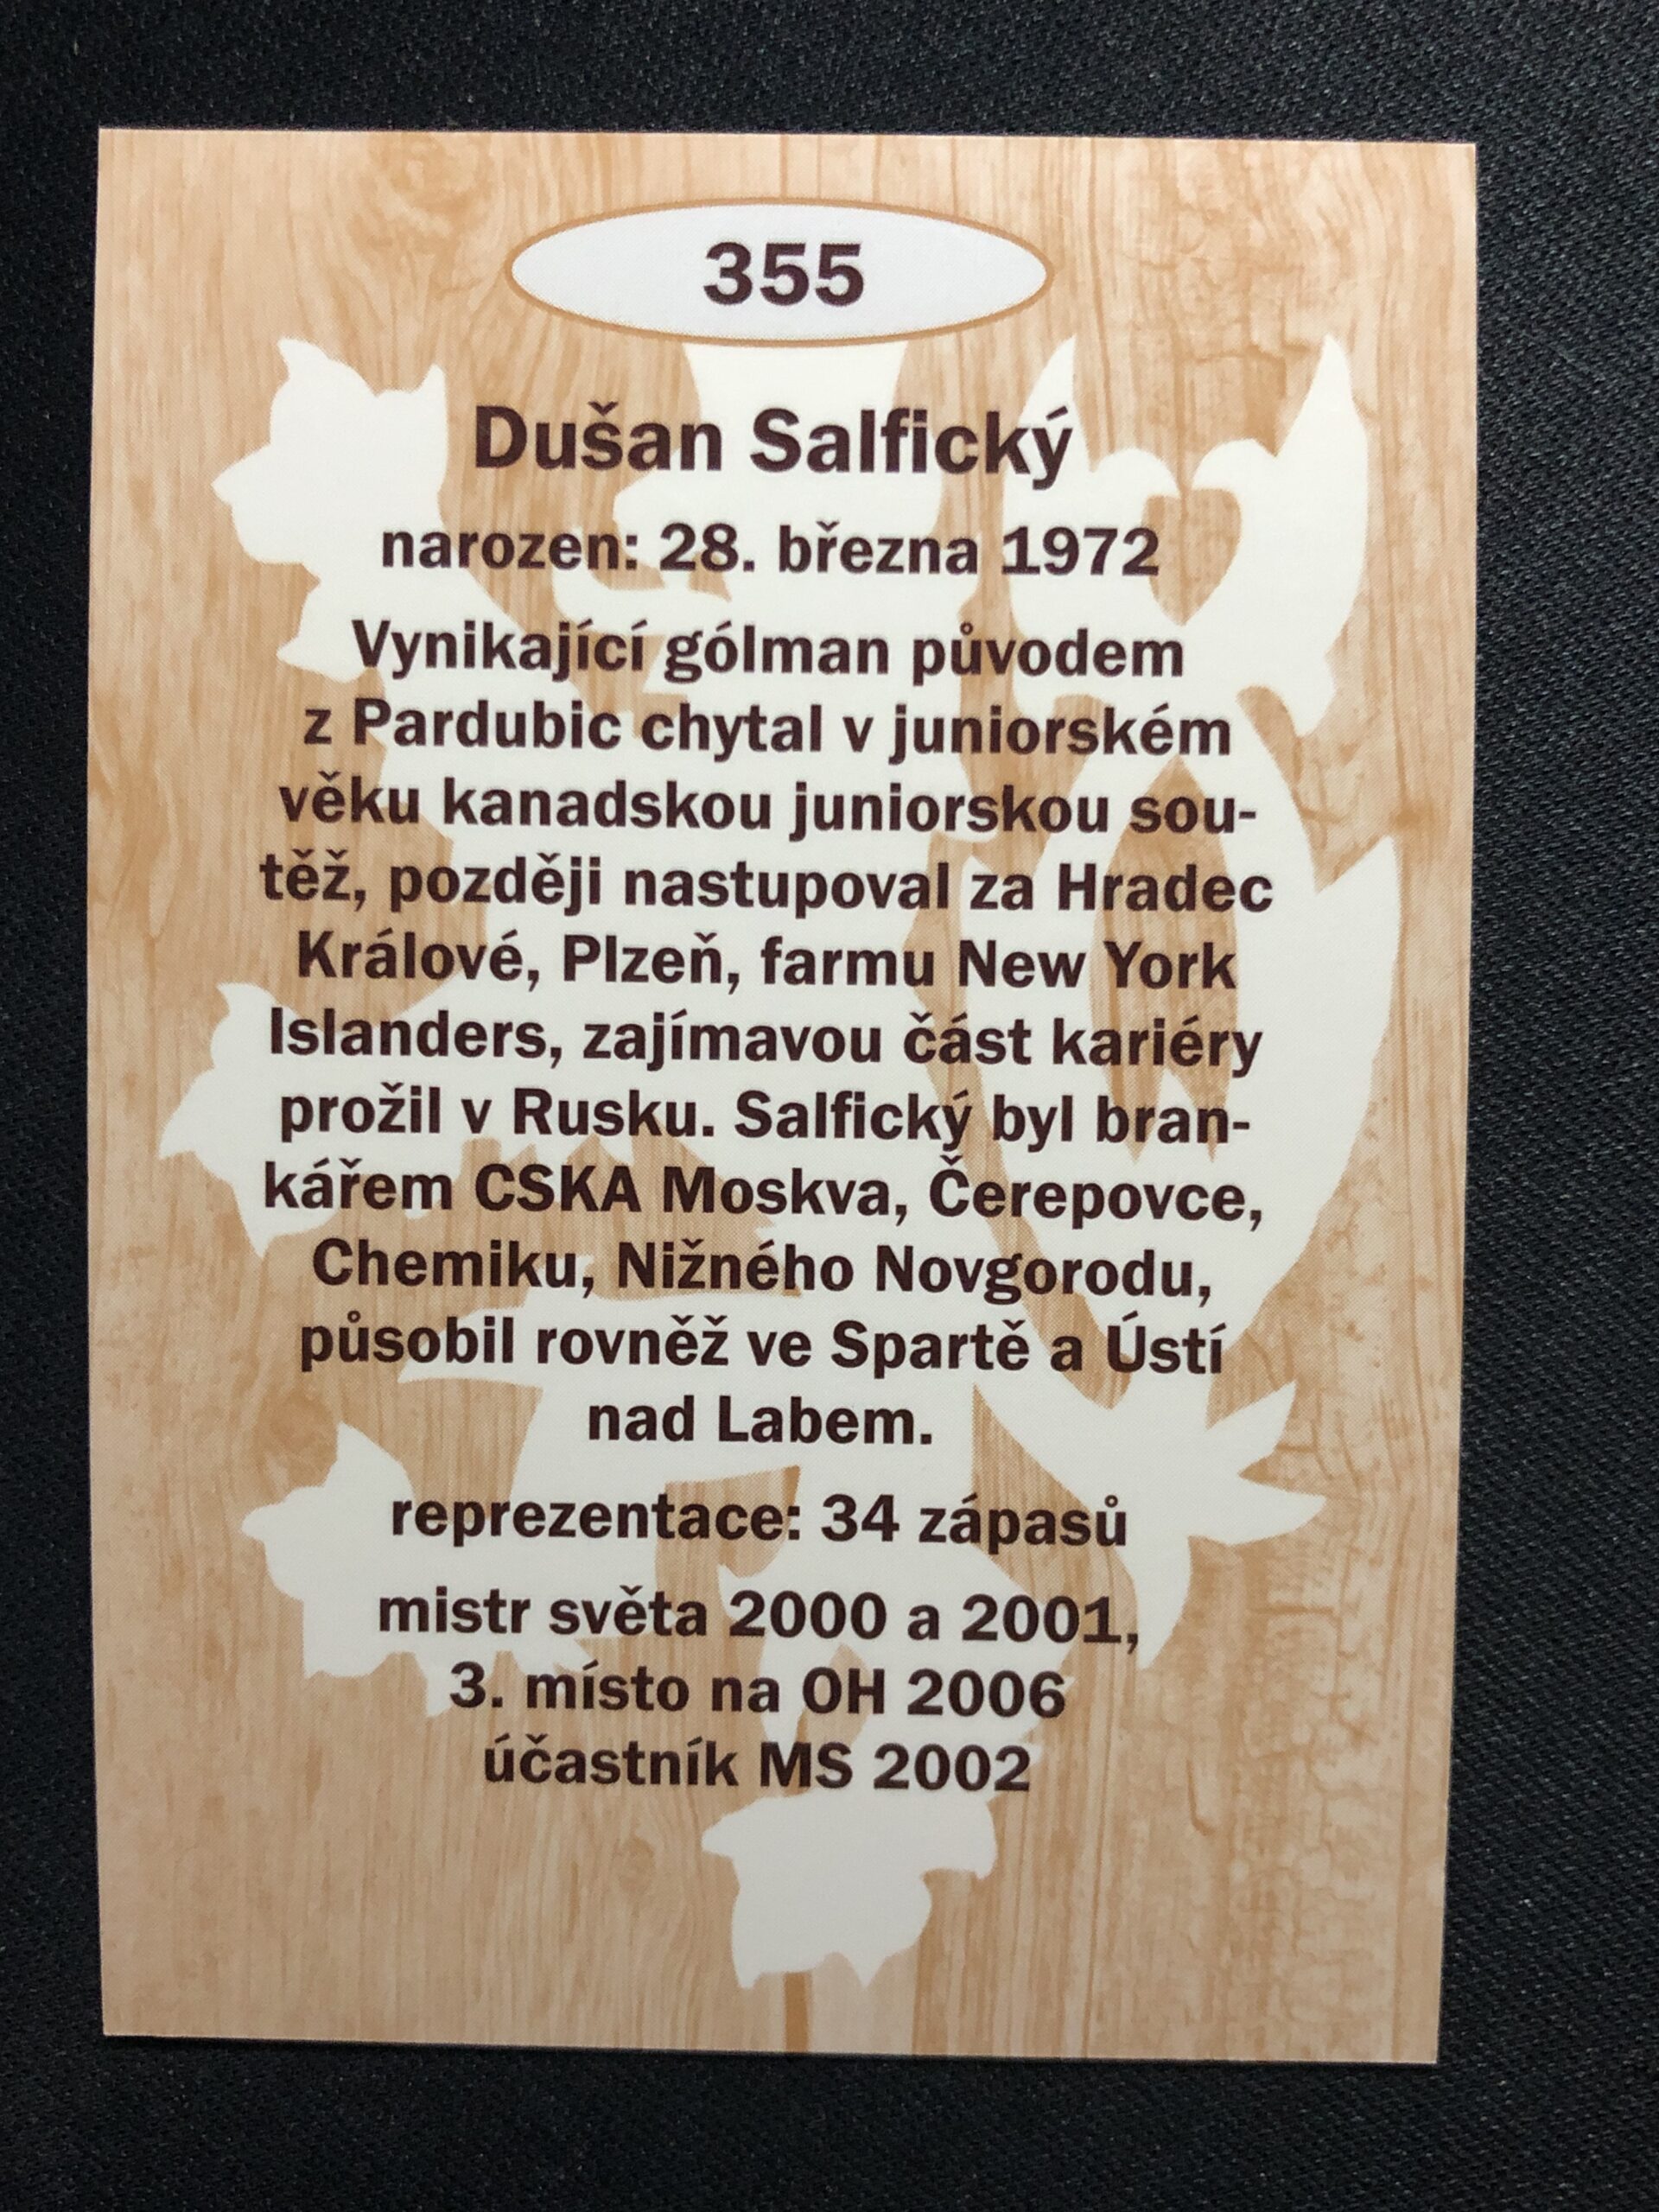 355
Dušan Salfický
narozen: 28. března 1972
Vynikající gólman původem
z Pardubic chytal v juniorském
věku kanadskou juniorskou sou-
těž, později nastupoval za Hradec
Králové, Plzeň, farmu New York
Islanders, zajímavou část kariéry
prožil v Rusku. Salfický byl bran-
kářem CSKA Moskva, Čerepovce,
Chemiku, Nižného Novgorodu,
působil rovněž ve Spartě a Ústí
nad Labem.
reprezentace: 34 zápasů
mistr světa 2000 a 2001,
3. místo na OH 2006
účastník MS 2002